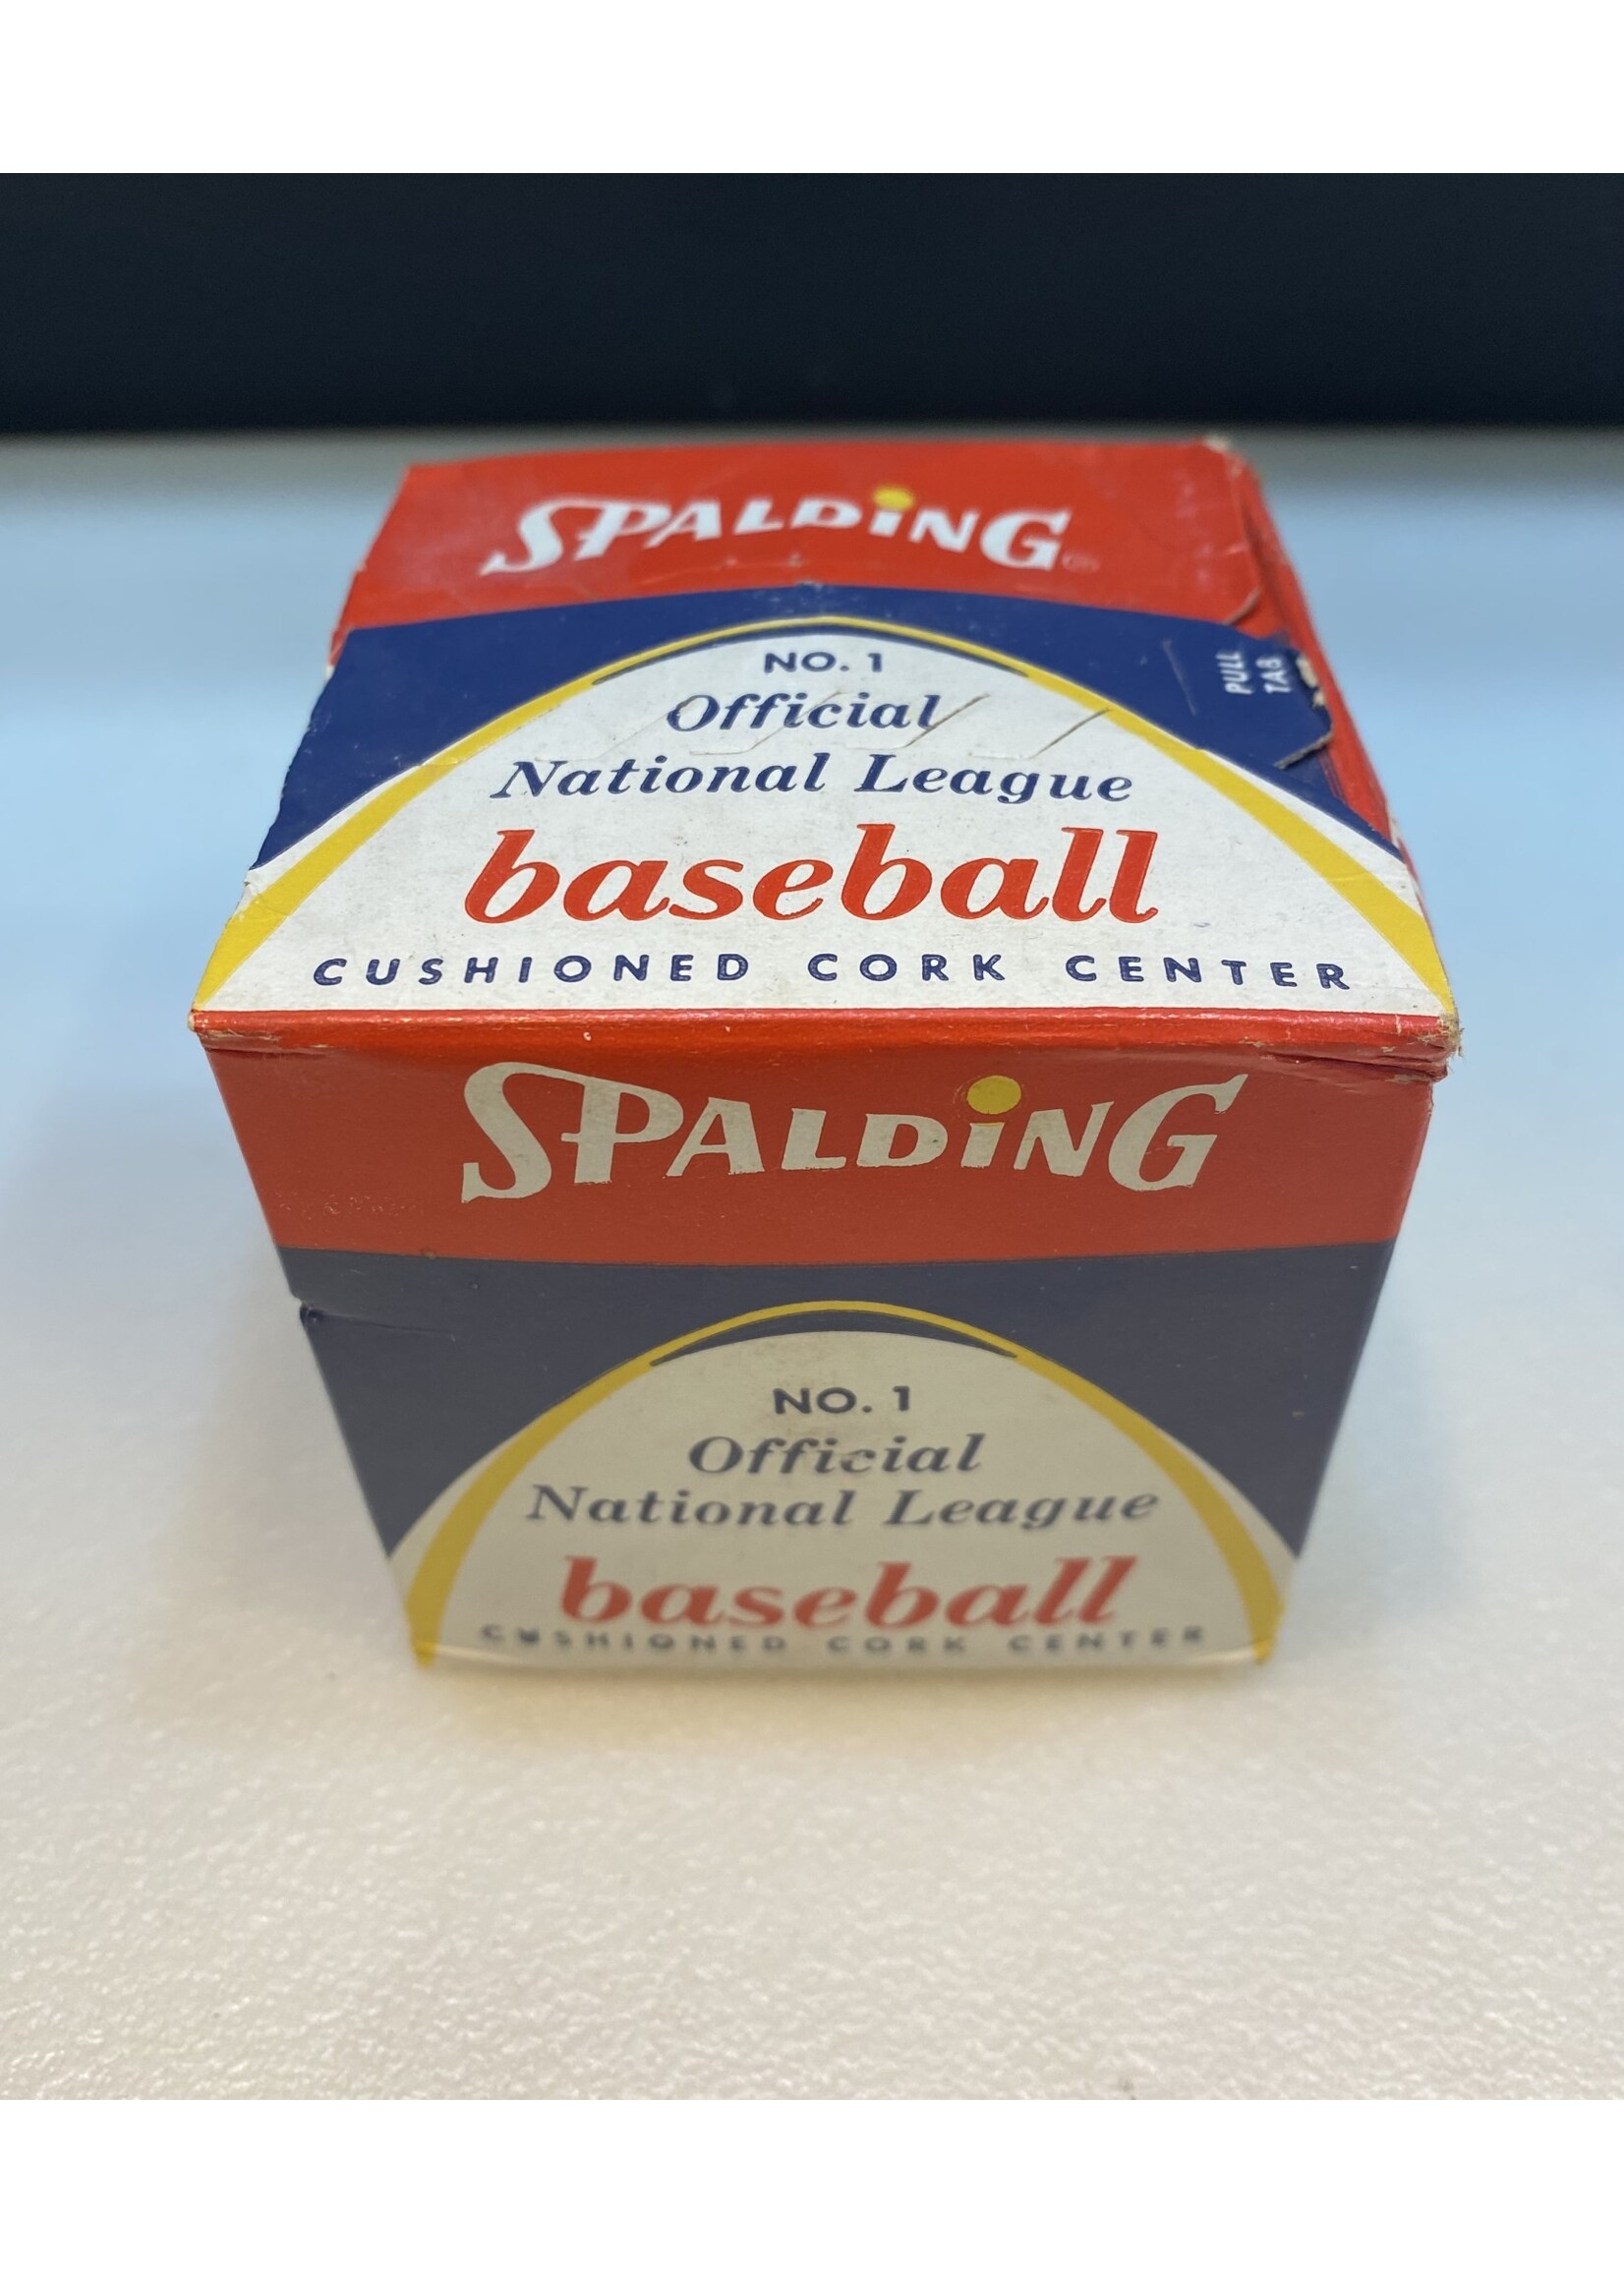 SPALDiNG®
NO. 1
Official
National League
baseball
CUSHIONED CORK CENTER
PULL
TAB
SPALDiNG
NO. 1
Official
National League
baseball
CUSHIONED CORK CENTER